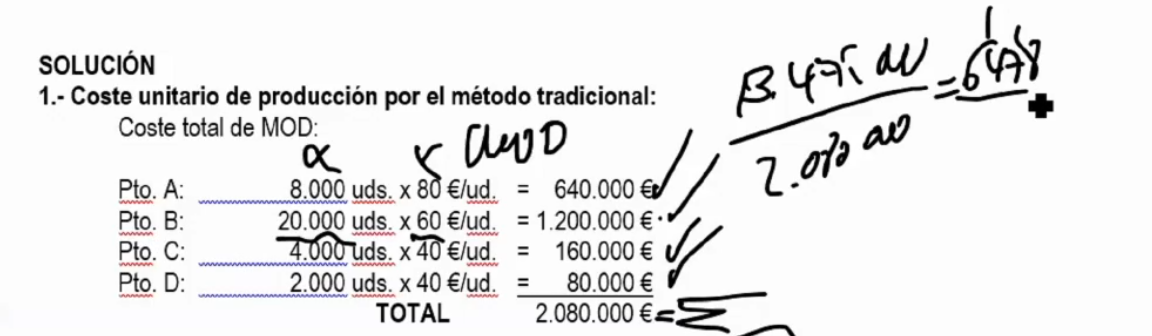 SOLUCIÓN
1.- Coste unitario de producción por el método tradicional:
Coste total de MOD:
Pto. A: 8.000 uds. x 80 €/ud. = 640.000 €
Pto. B: 20.000 uds. x 60 €/ud. = 1.200.000 €
Pto. C: 4.000 uds. x 40 €/ud. = 160.000 €
Pto. D: 2.000 uds. x 40 €/ud. = 80.000 €
TOTAL 2.080.000 €